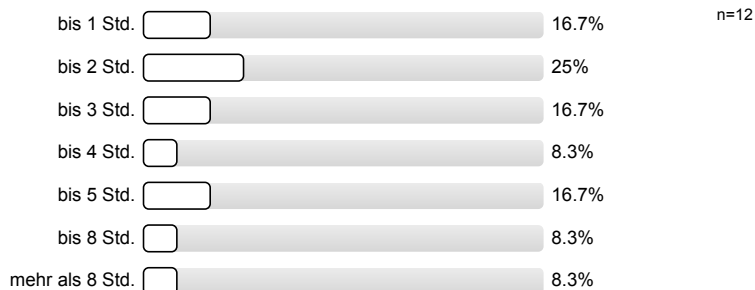 bis 1 Std. 16.7% n=12
bis 2 Std. 25%
bis 3 Std. 16.7%
bis 4 Std. 8.3%
bis 5 Std. 16.7%
bis 8 Std. 8.3%
mehr als 8 Std. 8.3%